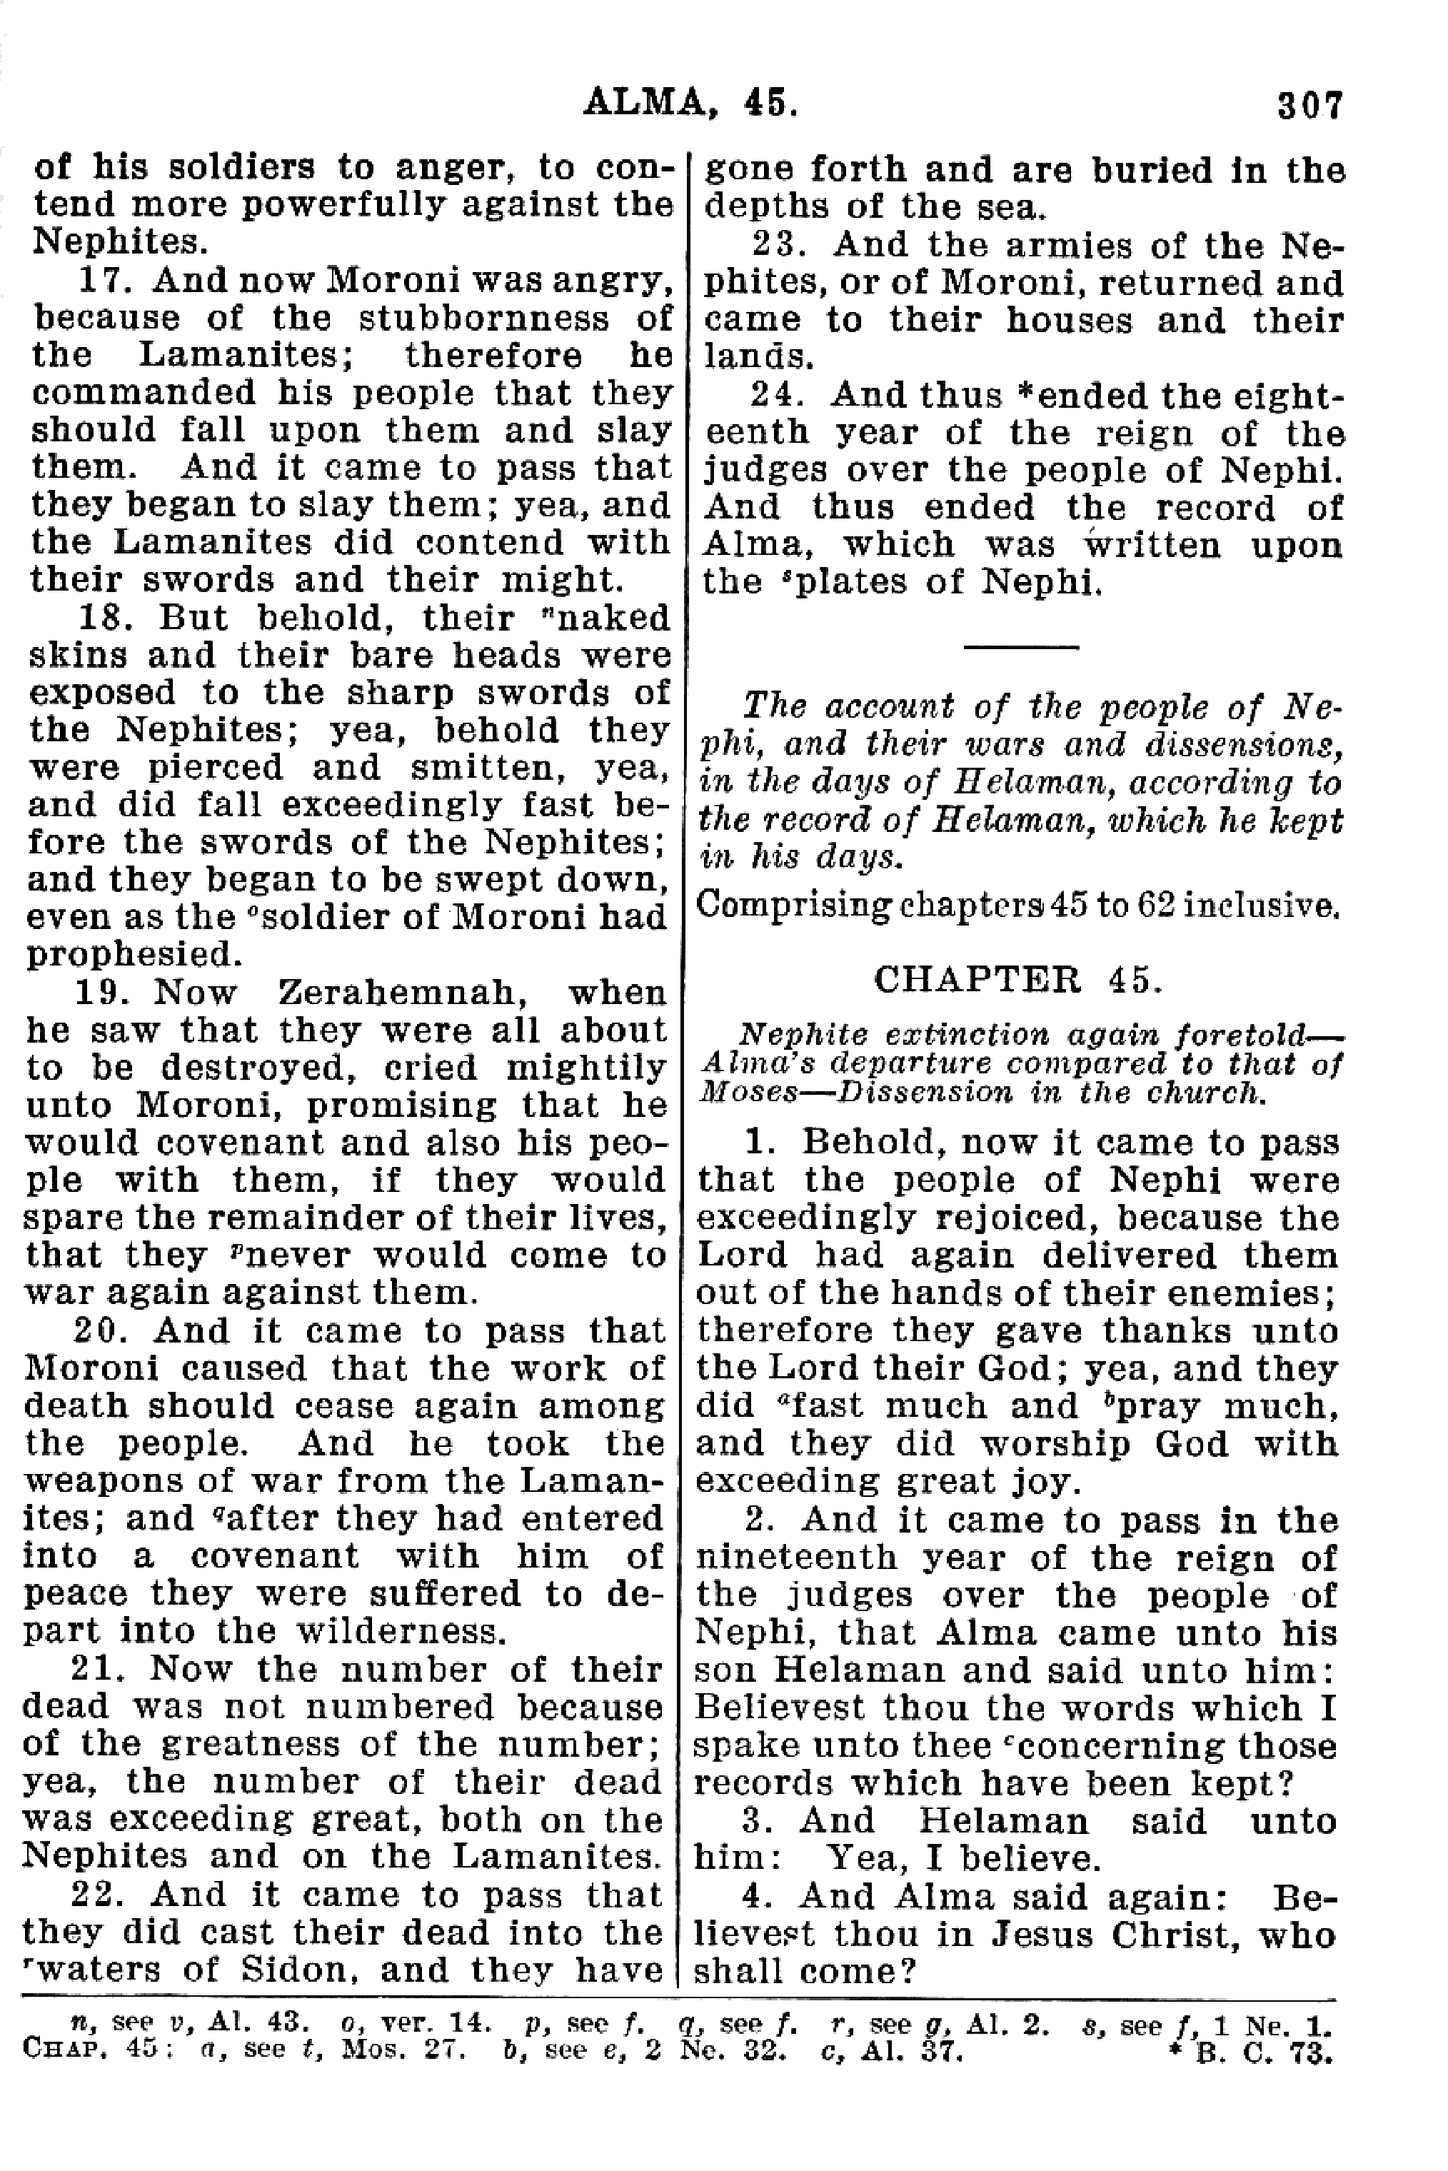 ALMA, 45.
307
of his soldiers to anger, to con-
tend more powerfully against the
Nephites.
17. And now Moroni was angry,
because of the stubbornness of
the Lamanites; therefore he
commanded his people that they
should fall upon them and slay
them. And it came to pass that
they began to slay them; yea, and
the Lamanites did contend with
their swords and their might.
18. But behold, their ⁿnaked
skins and their bare heads were
exposed to the sharp swords of
the Nephites; yea, behold they
were pierced and smitten, yea,
and did fall exceedingly fast be-
fore the swords of the Nephites;
and they began to be swept down,
even as the ᵒsoldier of Moroni had
prophesied.
19. Now Zerahemnah, when
he saw that they were all about
to be destroyed, cried mightily
unto Moroni, promising that he
would covenant and also his peo-
ple with them, if they would
spare the remainder of their lives,
that they ᵖnever would come to
war again against them.
20. And it came to pass that
Moroni caused that the work of
death should cease again among
the people. And he took the
weapons of war from the Laman-
ites; and qafter they had entered
into a covenant with him of
peace they were suffered to de-
part into the wilderness.
21. Now the number of their
dead was not numbered because
of the greatness of the number;
yea, the number of their dead
was exceeding great, both on the
Nephites and on the Lamanites.
22. And it came to pass that
they did cast their dead into the
ʳwaters of Sidon, and they have
gone forth and are buried in the
depths of the sea.
23. And the armies of the Ne-
phites, or of Moroni, returned and
came to their houses and their
lands.
24. And thus *ended the eight-
eenth year of the reign of the
judges over the people of Nephi.
And thus ended the record of
Alma, which was written upon
the ˢplates of Nephi.
The account of the people of Ne-
phi, and their wars and dissensions,
in the days of Helaman, according to
the record of Helaman, which he kept
in his days.
Comprising chapters 45 to 62 inclusive.
CHAPTER 45.
Nephite extinction again foretold—
Alma's departure compared to that of
Moses—Dissension in the church.
1. Behold, now it came to pass
that the people of Nephi were
exceedingly rejoiced, because the
Lord had again delivered them
out of the hands of their enemies;
therefore they gave thanks unto
the Lord their God; yea, and they
did ᵃfast much and ᵇpray much,
and they did worship God with
exceeding great joy.
2. And it came to pass in the
nineteenth year of the reign of
the judges over the people of
Nephi, that Alma came unto his
son Helaman and said unto him:
Believest thou the words which I
spake unto thee ᶜconcerning those
records which have been kept?
3. And Helaman said unto
him: Yea, I believe.
4. And Alma said again: Be-
lievest thou in Jesus Christ, who
shall come?
n, see v, Al. 43. o, ver. 14. p, see f. q, see f. r, see g, Al. 2. s, see f, 1 Ne. 1.
CHAP. 45: a, see t, Mos. 27. b, see e, 2 Ne. 32. c, Al. 37. * B. C. 73.